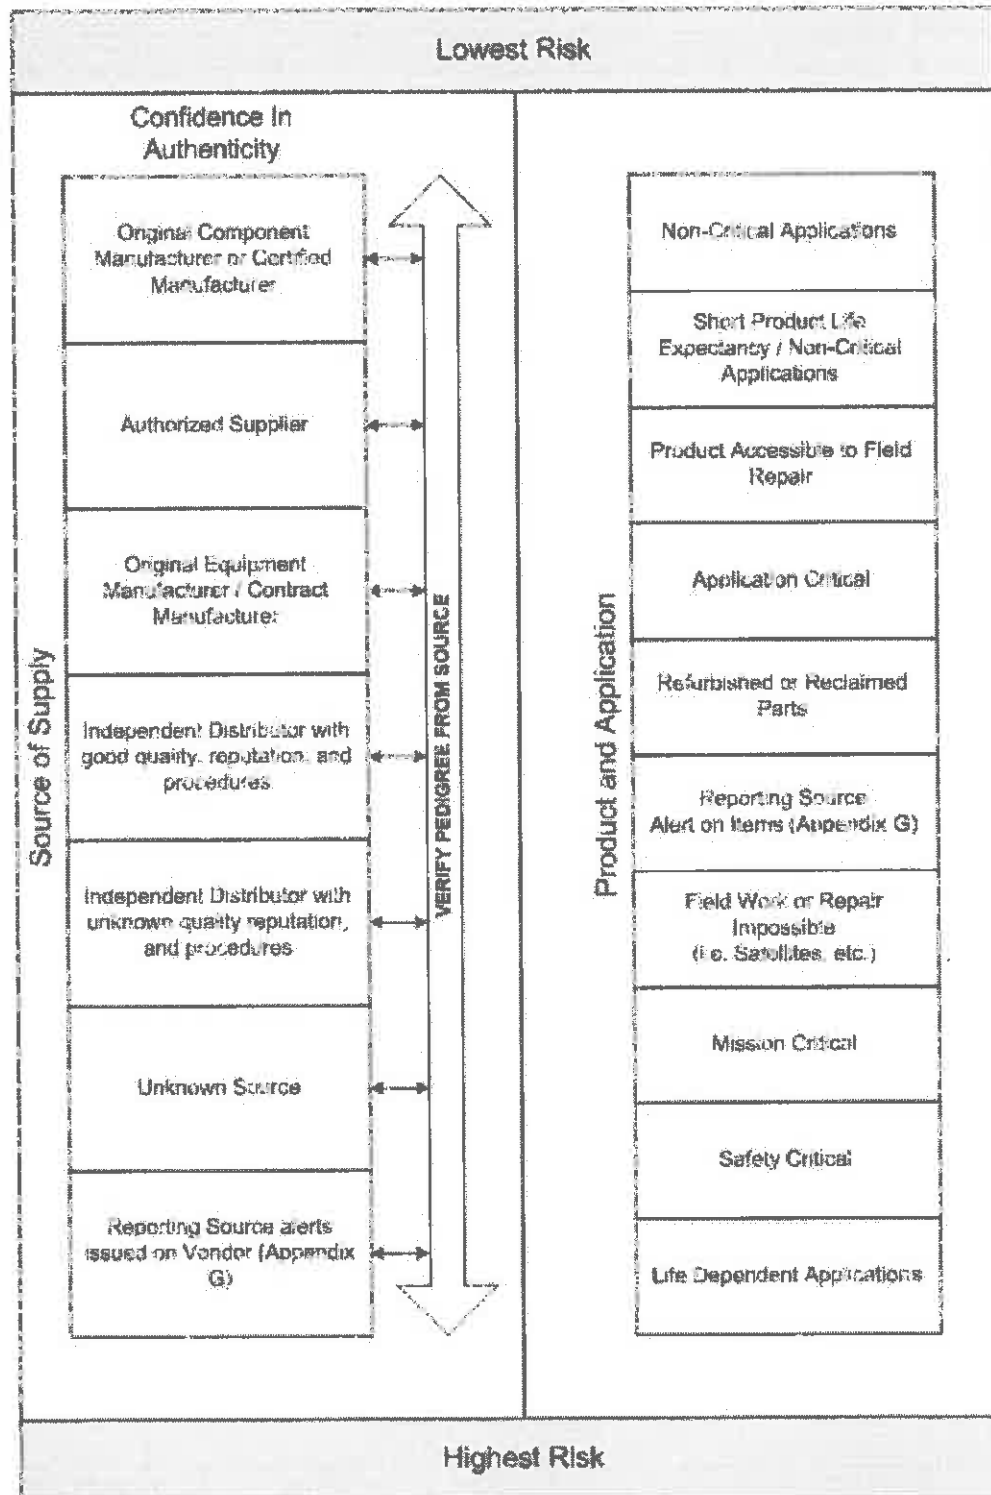 Lowest Risk
Confidence In
Authenticity
Source of Supply
Original Component
Manufacturer or Certified
Manufacturer
Authorized Supplier
Original Equipment
Manufacturer / Contract
Manufacturer
Independent Distributor with
good quality, reputation, and
procedures
Independent Distributor with
unknown quality reputation,
and procedures
Unknown Source
Reporting Source alerts
issued on Vendor (Appendix
G)
VERIFY PEDIGREE FROM SOURCE
Product and Application
Non-Critical Applications
Short Product Life
Expectancy / Non-Critical
Applications
Product Accessible to Field
Repair
Application Critical
Refurbished or Reclaimed
Parts
Reporting Source
Alert on Items (Appendix G)
Field Work or Repair
Impossible
(i.e. Satellites, etc.)
Mission Critical
Safety Critical
Life Dependent Applications
Highest Risk